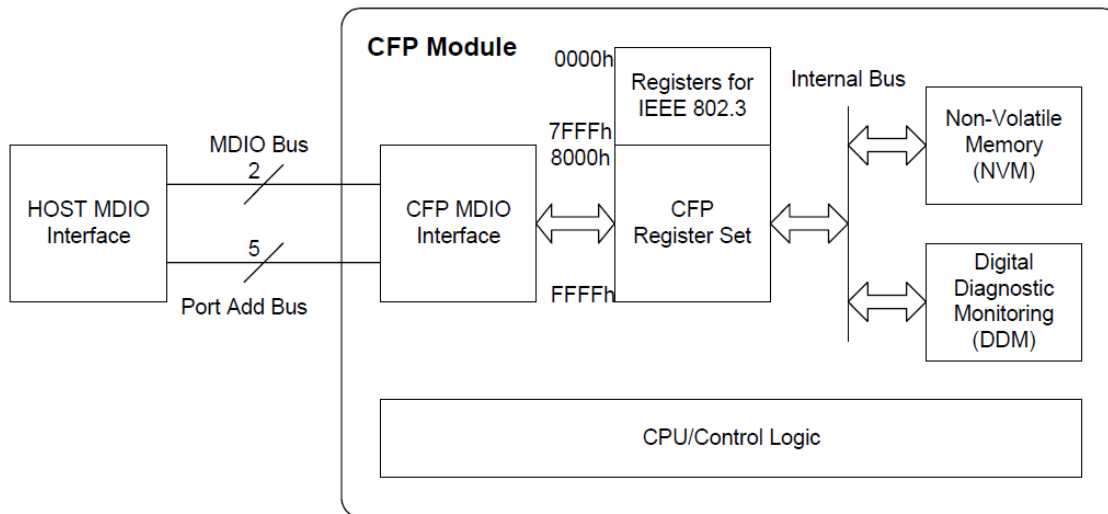 CFP Module
0000h
Registers for
IEEE 802.3
Internal Bus
Non-Volatile
Memory
(NVM)
7FFFh
8000h
MDIO Bus
2
HOST MDIO
Interface
CFP MDIO
Interface
CFP
Register Set
5
Port Add Bus
FFFFh
Digital
Diagnostic
Monitoring
(DDM)
CPU/Control Logic